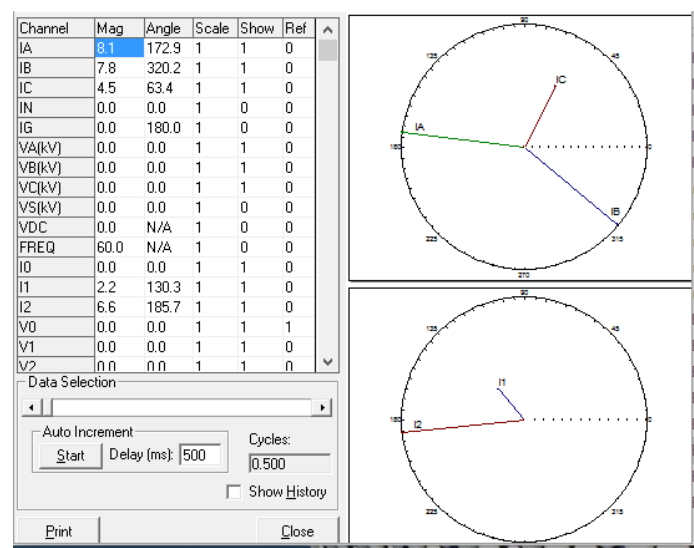 Channel Mag Angle Scale Show Ref
IA 8.1 172.9 1 1 0
IB 7.8 320.2 1 1 0
IC 4.5 63.4 1 1 0
IN 0.0 0.0 1 0 0
IG 0.0 180.0 1 0 0
VA(kV) 0.0 0.0 1 1 0
VB(kV) 0.0 0.0 1 1 0
VC(kV) 0.0 0.0 1 1 0
VS(kV) 0.0 0.0 1 0 0
VDC 0.0 N/A 1 0 0
FREQ 60.0 N/A 1 0 0
I0 0.0 0.0 1 1 0
I1 2.2 130.3 1 1 0
I2 6.6 185.7 1 1 0
V0 0.0 0.0 1 1 1
V1 0.0 0.0 1 1 0
V2 0.0 0.0 1 1 0
Data Selection
Auto Increment
Start Delay (ms): 500
Cycles:
0.500
Show History
Print Close
90
135 45
IC
IA
180 0
IB
225 315
270
90
135 45
I1
180 I2 0
225 315